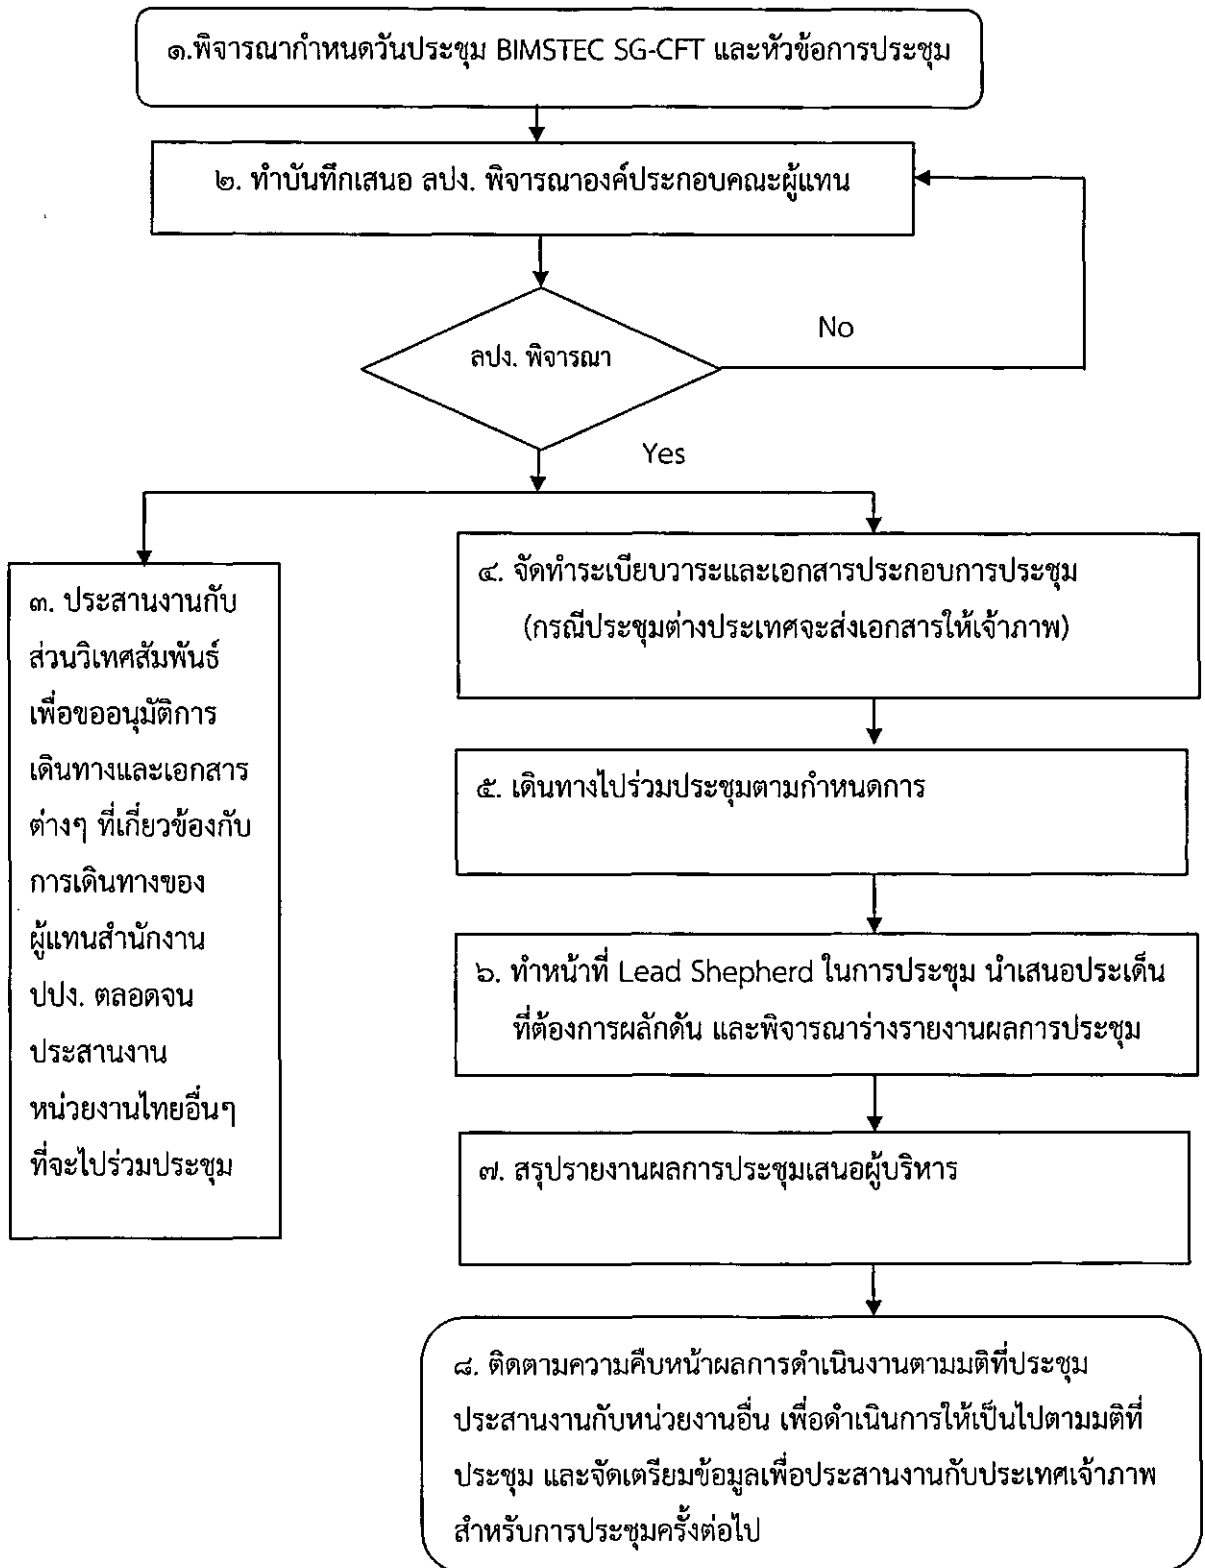 ๑.พิจารณากำหนดวันประชุม BIMSTEC SG-CFT และหัวข้อการประชุม
๒. ทำบันทึกเสนอ ลปง. พิจารณาองค์ประกอบคณะผู้แทน
ลปง. พิจารณา
No
Yes
๓. ประสานงานกับ
ส่วนวิเทศสัมพันธ์
เพื่อขออนุมัติการ
เดินทางและเอกสาร
ต่างๆ ที่เกี่ยวข้องกับ
การเดินทางของ
ผู้แทนสำนักงาน
ปปง. ตลอดจน
ประสานงาน
หน่วยงานไทยอื่นๆ
ที่จะไปร่วมประชุม
๔. จัดทำระเบียบวาระและเอกสารประกอบการประชุม
(กรณีประชุมต่างประเทศจะส่งเอกสารให้เจ้าภาพ)
๕. เดินทางไปร่วมประชุมตามกำหนดการ
๖. ทำหน้าที่ Lead Shepherd ในการประชุม นำเสนอประเด็น
ที่ต้องการผลักดัน และพิจารณาร่างรายงานผลการประชุม
๗. สรุปรายงานผลการประชุมเสนอผู้บริหาร
๘. ติดตามความคืบหน้าผลการดำเนินงานตามมติที่ประชุม
ประสานงานกับหน่วยงานอื่น เพื่อดำเนินการให้เป็นไปตามมติที่
ประชุม และจัดเตรียมข้อมูลเพื่อประสานงานกับประเทศเจ้าภาพ
สำหรับการประชุมครั้งต่อไป